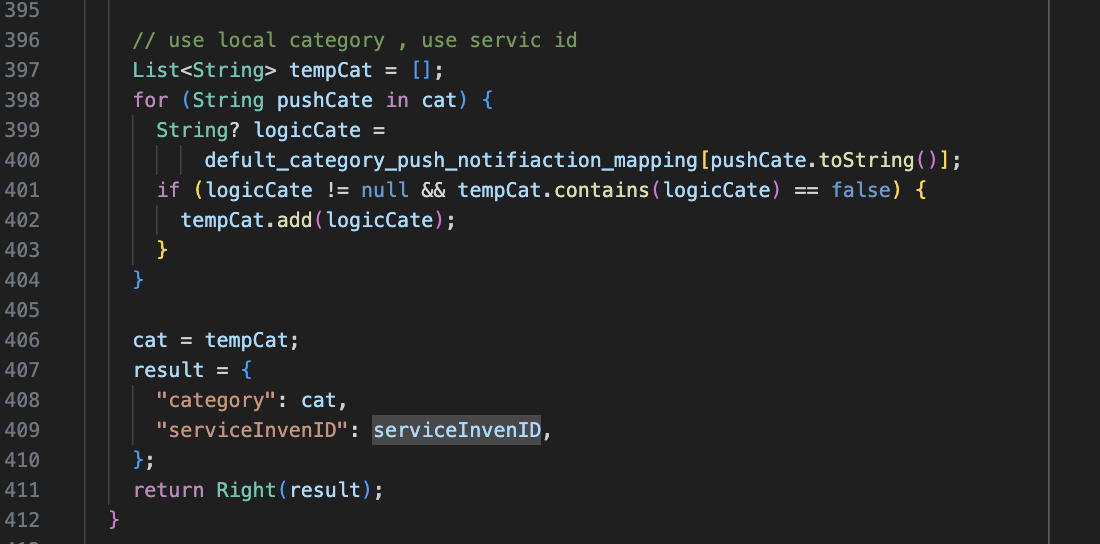 395
396 // use local category , use servic id
397 List<String> tempCat = [];
398 for (String pushCate in cat) {
399 String? logicCate =
400 defult_category_push_notifiaction_mapping[pushCate.toString()];
401 if (logicCate != null && tempCat.contains(logicCate) == false) {
402 tempCat.add(logicCate);
403 }
404 }
405
406 cat = tempCat;
407 result = {
408 "category": cat,
409 "serviceInvenID": serviceInvenID,
410 };
411 return Right(result);
412 }